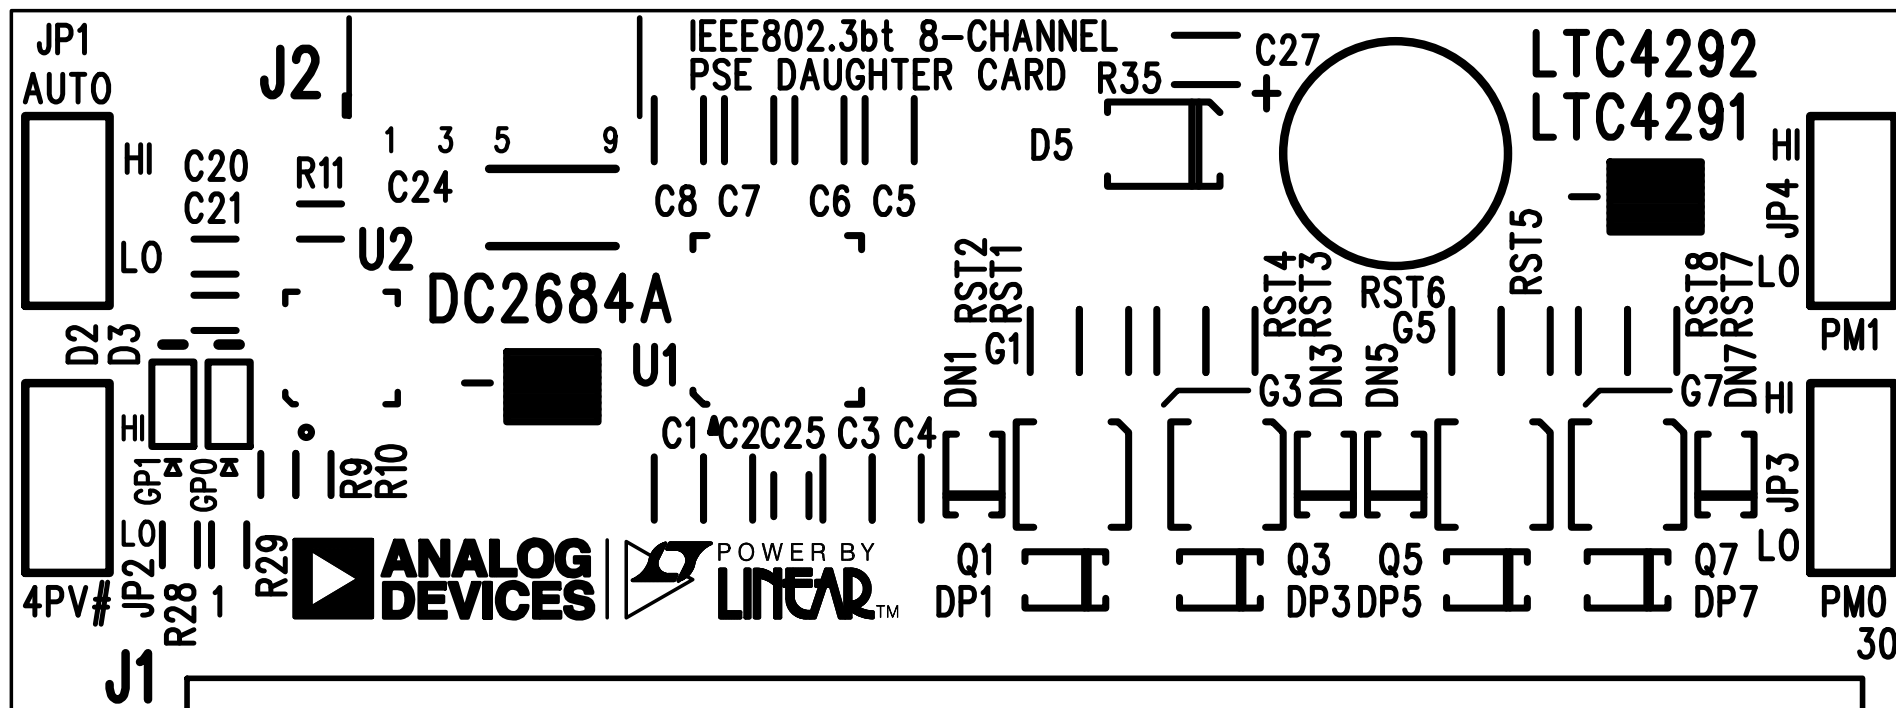 JP1
AUTO
J2
IEEE802.3bt 8-CHANNEL
PSE DAUGHTER CARD
R35
C27
+
LTC4292
LTC4291
HI
C20
C21
R11
1 3 5 9
C24
C8 C7 C6 C5
D5
HI
JP4
LO
PM1
LO
U2
DC2684A
U1
RST2
RST1
G1
DN1
RST4
RST3
G3
DN3
DN5
RST6
G5
RST5
RST8
RST7
G7
DN7
D2
D3
HI
GP1
GP0
LO
JP2
4PV#
R28
1
R29
R9
R10
C1 C2 C25 C3 C4
HI
JP3
LO
PM0
30
ANALOG
DEVICES
POWER BY
LINEAR TM
Q1
DP1
Q3
DP3
Q5
DP5
Q7
DP7
J1